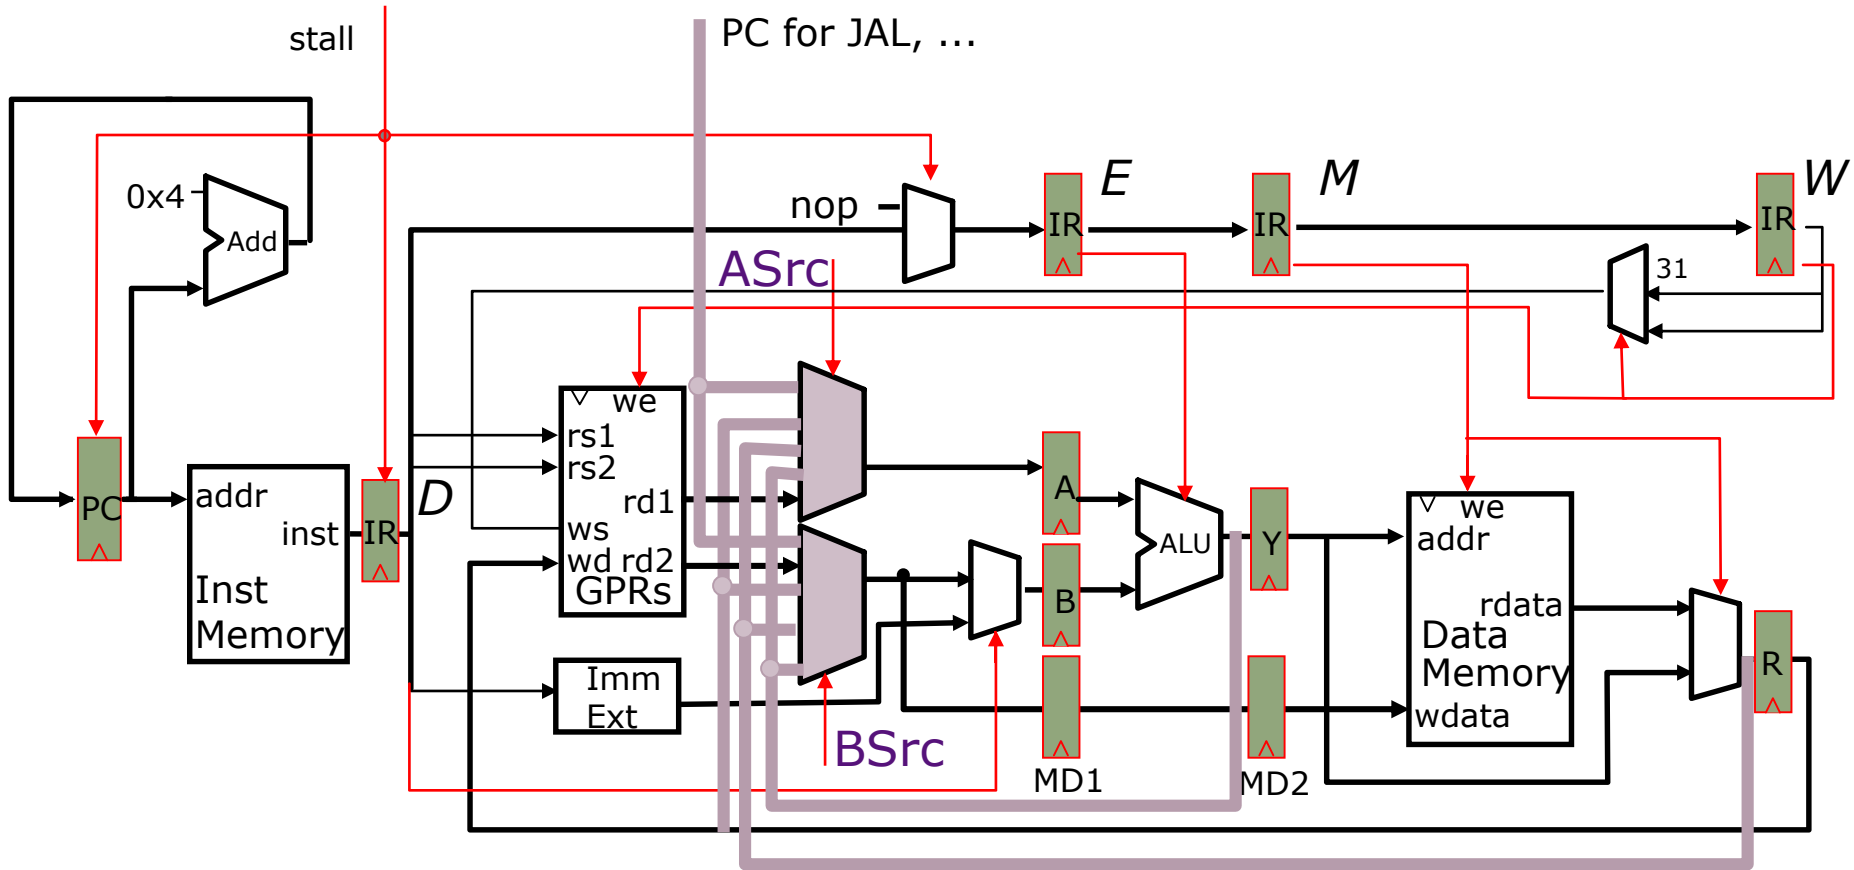 PC for JAL, ...
stall
0x4
Add
nop
E
M
W
IR
IR
IR
31
ASrc
we
rs1
rs2
rd1
ws
wd rd2
GPRs
PC
addr
inst
Inst
Memory
IR
D
A
B
ALU
Y
we
addr
rdata
Data
Memory
wdata
R
Imm
Ext
BSrc
MD1
MD2